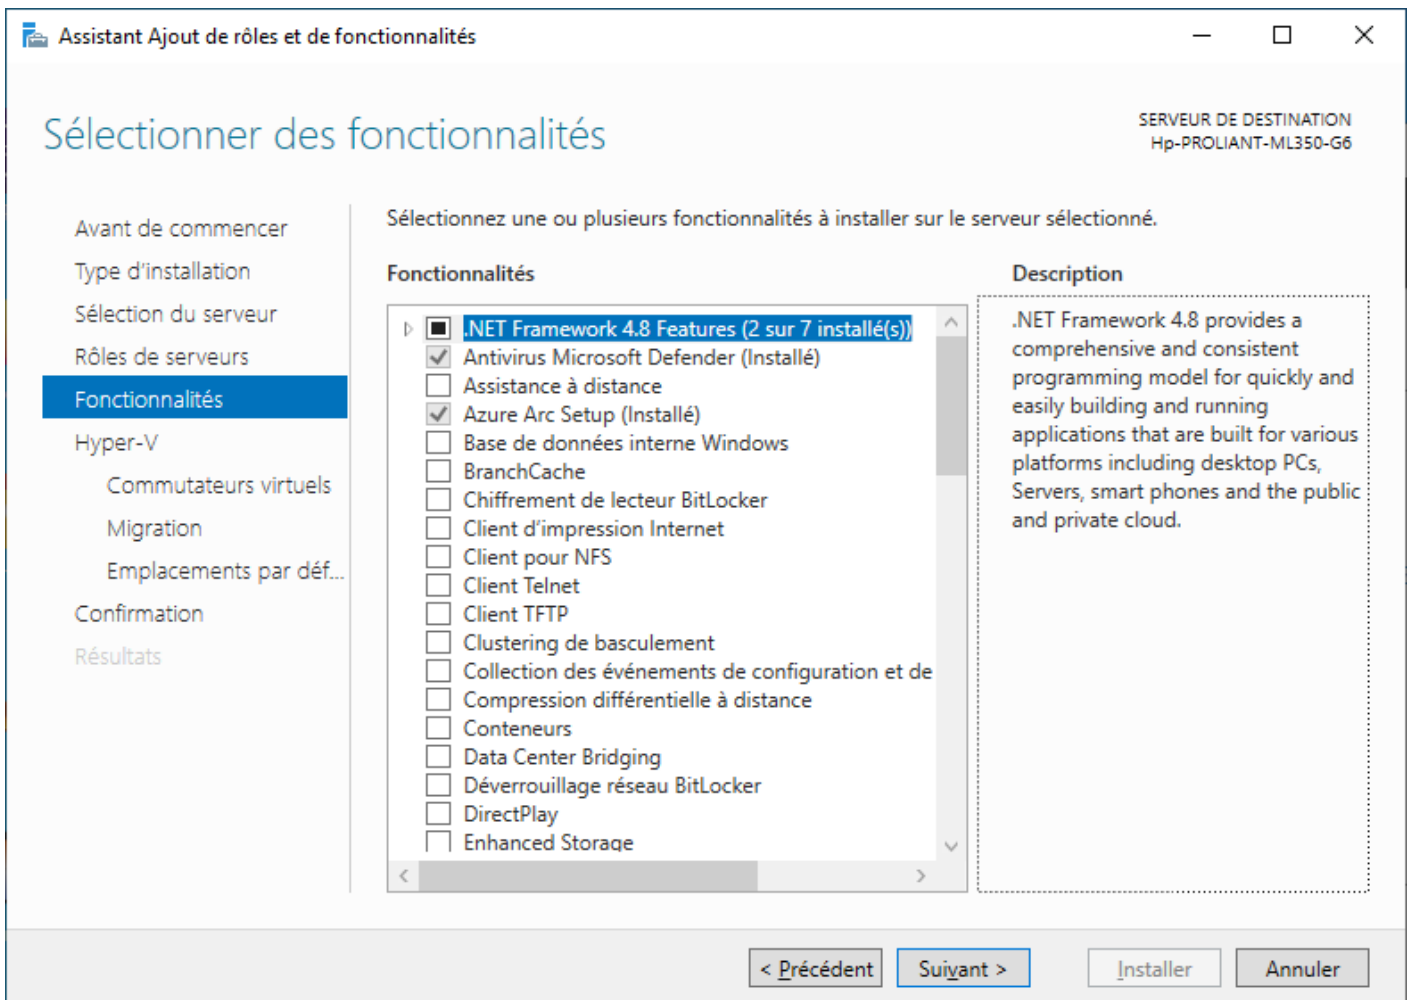 Assistant Ajout de rôles et de fonctionnalités
Sélectionner des fonctionnalités
SERVEUR DE DESTINATION
Hp-PROLIANT-ML350-G6
Avant de commencer
Type d'installation
Sélection du serveur
Rôles de serveurs
Fonctionnalités
Hyper-V
Commutateurs virtuels
Migration
Emplacements par déf...
Confirmation
Résultats
Sélectionnez une ou plusieurs fonctionnalités à installer sur le serveur sélectionné.
Fonctionnalités
.NET Framework 4.8 Features (2 sur 7 installé(s))
Antivirus Microsoft Defender (Installé)
Assistance à distance
Azure Arc Setup (Installé)
Base de données interne Windows
BranchCache
Chiffrement de lecteur BitLocker
Client d'impression Internet
Client pour NFS
Client Telnet
Client TFTP
Clustering de basculement
Collection des événements de configuration et de
Compression différentielle à distance
Conteneurs
Data Center Bridging
Déverrouillage réseau BitLocker
DirectPlay
Enhanced Storage
Description
.NET Framework 4.8 provides a
comprehensive and consistent
programming model for quickly and
easily building and running
applications that are built for various
platforms including desktop PCs,
Servers, smart phones and the public
and private cloud.
< Précédent
Suivant >
Installer
Annuler